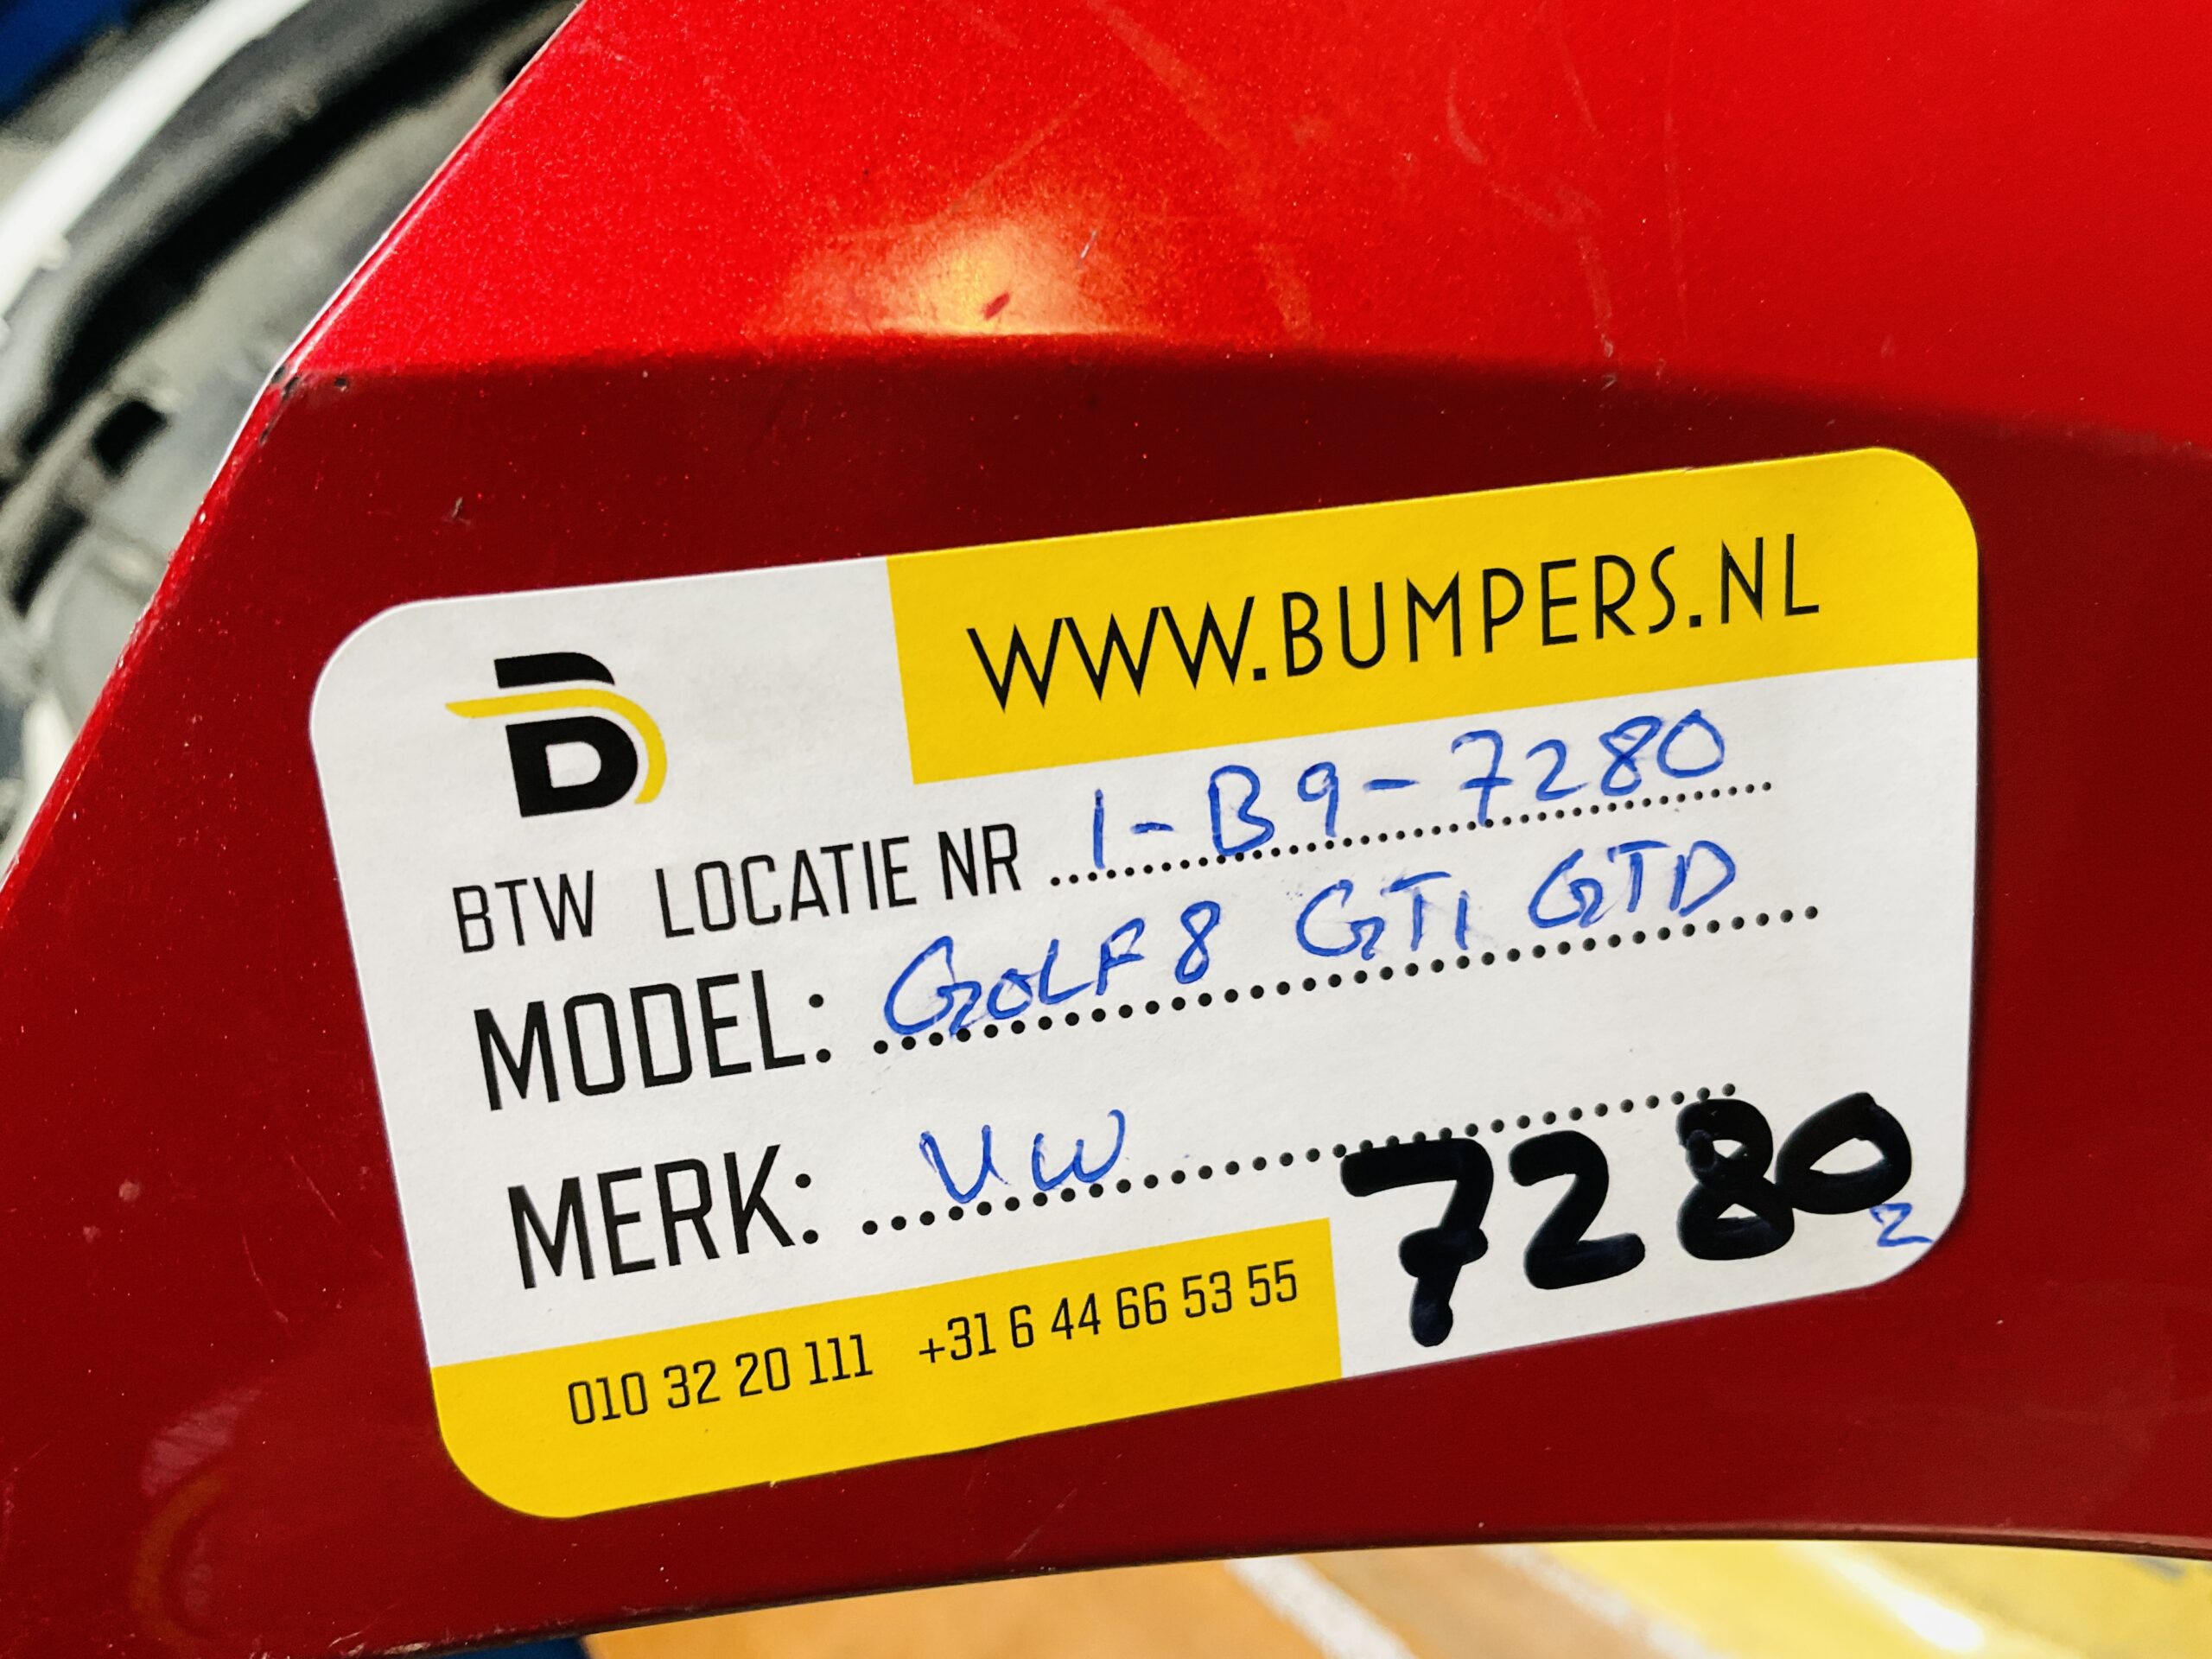 WWW.BUMPERS.NL
B
BTW LOCATIE NR 1-B9-7280
MODEL: GOLF 8 GTI GTD
MERK: VW
7280
2
010 32 20 111 +31 6 44 66 53 55